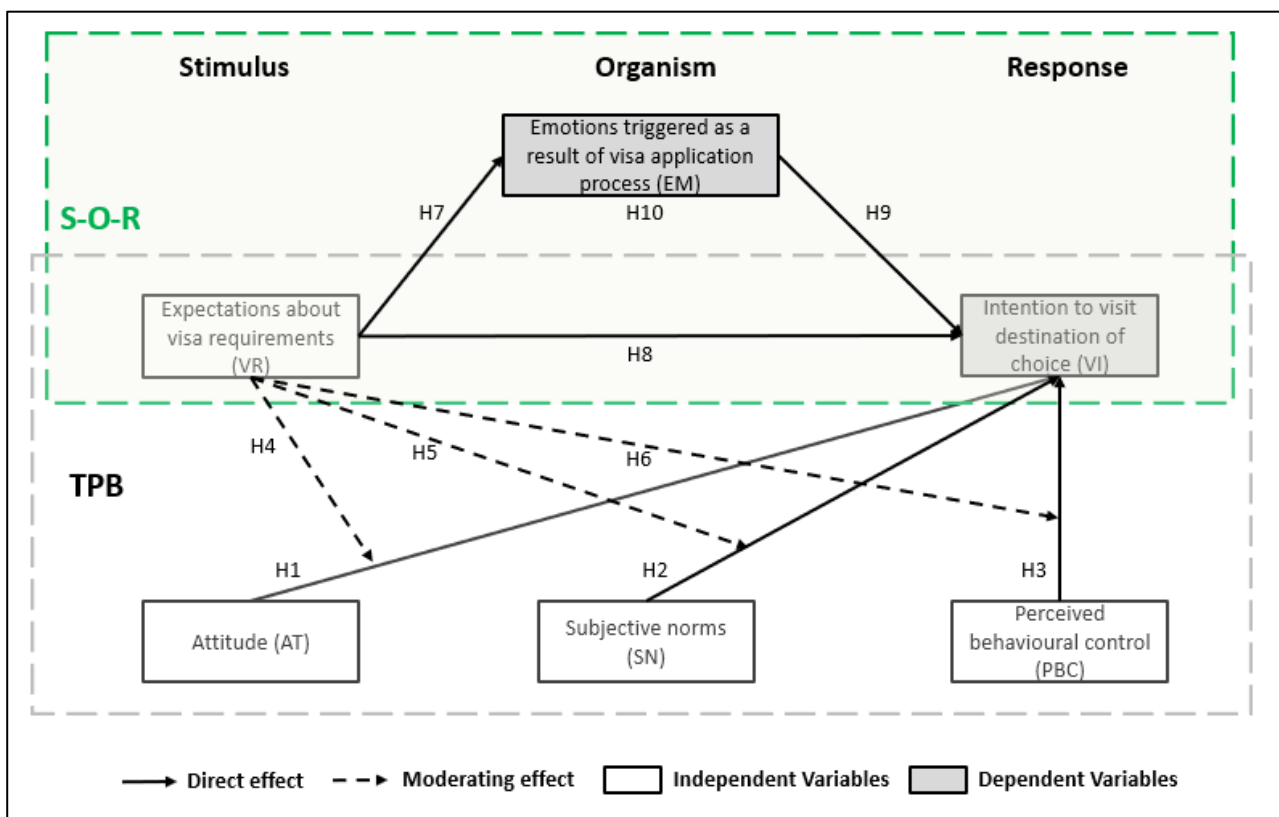 Stimulus
Organism
Response
Emotions triggered as a
result of visa application
process (EM)
H7
H10
H9
S-O-R
Expectations about
visa requirements
(VR)
Intention to visit
destination of
choice (VI)
H8
H4
H5
H6
TPB
H1
H2
H3
Attitude (AT)
Subjective norms
(SN)
Perceived
behavioural control
(PBC)
Direct effect
Moderating effect
Independent Variables
Dependent Variables